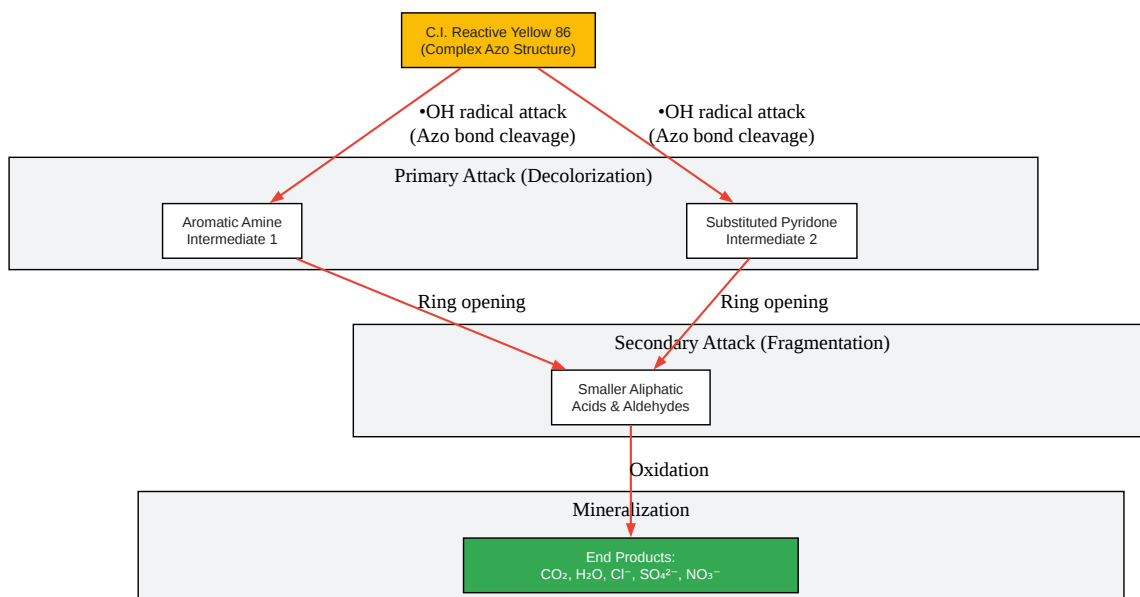 C.I. Reactive Yellow 86
(Complex Azo Structure)
•OH radical attack
(Azo bond cleavage)
•OH radical attack
(Azo bond cleavage)
Primary Attack (Decolorization)
Aromatic Amine
Intermediate 1
Substituted Pyridone
Intermediate 2
Ring opening
Ring opening
Secondary Attack (Fragmentation)
Smaller Aliphatic
Acids & Aldehydes
Oxidation
Mineralization
End Products:
CO₂, H₂O, Cl⁻, SO₄²⁻, NO₃⁻